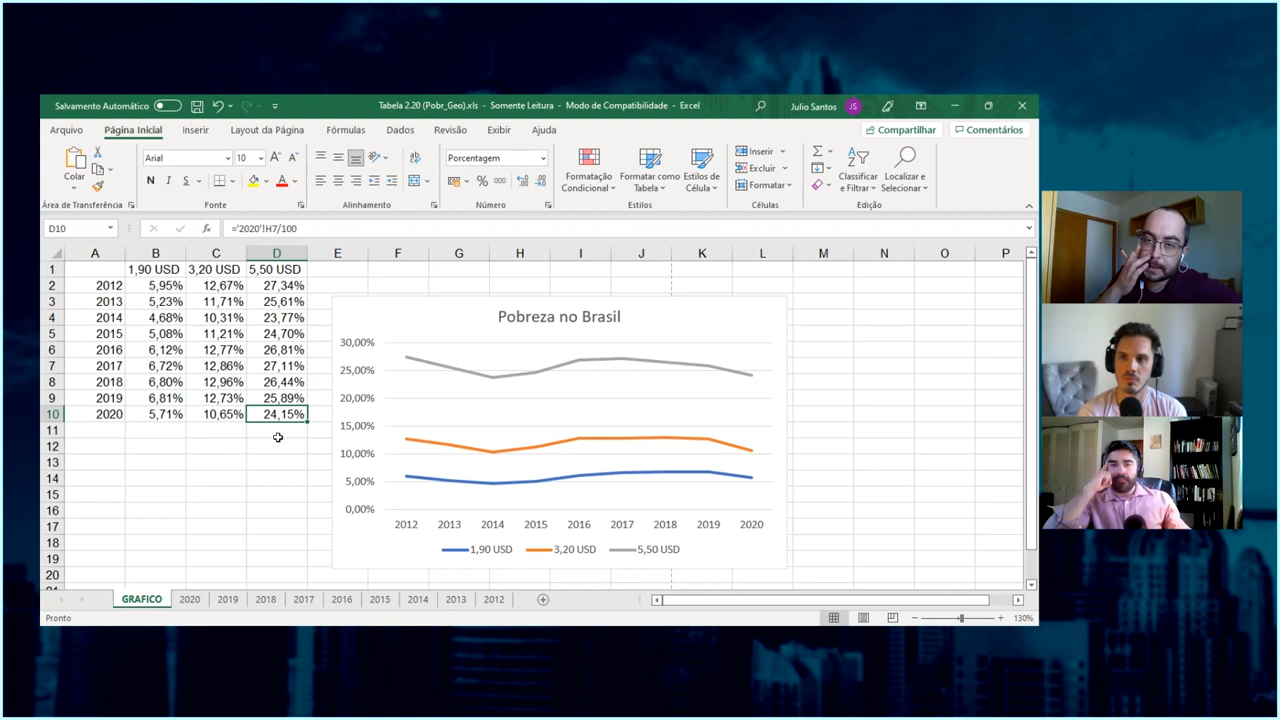 Salvamento Automático
Tabela 2.20 (Pobr_Geo).xls - Somente Leitura - Modo de Compatibilidade - Excel
Julio Santos
JS
Arquivo Página Inicial Inserir Layout da Página Fórmulas Dados Revisão Exibir Ajuda
Compartilhar Comentários
Colar
Área de Transferência
Arial 10
N I S A
Fonte
Alinhamento
Porcentagem
% 000
Número
Formatação Condicional
Formatar como Tabela
Estilos de Célula
Estilos
Inserir
Excluir
Formatar
Células
Classificar e Filtrar
Localizar e Selecionar
Edição
D10 fx ='2020'!H7/100
A B C D E F G H I J K L M N O P
1 1,90 USD 3,20 USD 5,50 USD
2 2012 5,95% 12,67% 27,34%
3 2013 5,23% 11,71% 25,61%
4 2014 4,68% 10,31% 23,77%
5 2015 5,08% 11,21% 24,70%
6 2016 6,12% 12,77% 26,81%
7 2017 6,72% 12,86% 27,11%
8 2018 6,80% 12,96% 26,44%
9 2019 6,81% 12,73% 25,89%
10 2020 5,71% 10,65% 24,15%
11
12
13
14
15
16
17
18
19
20
Pobreza no Brasil
30,00%
25,00%
20,00%
15,00%
10,00%
5,00%
0,00%
2012 2013 2014 2015 2016 2017 2018 2019 2020
1,90 USD 3,20 USD 5,50 USD
GRAFICO 2020 2019 2018 2017 2016 2015 2014 2013 2012
Pronto
130%